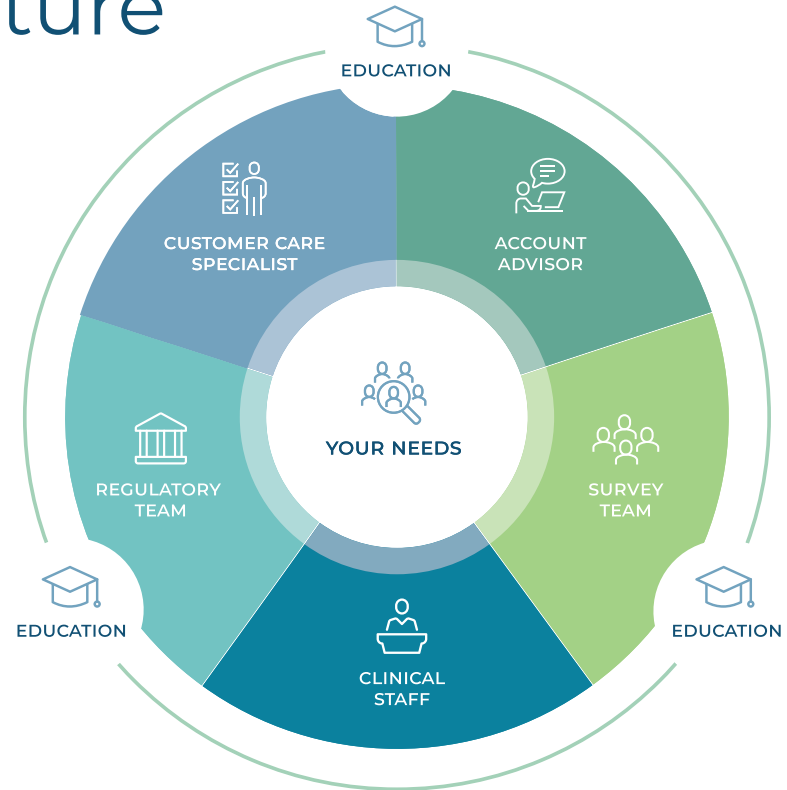 ture
EDUCATION
CUSTOMER CARE
SPECIALIST
ACCOUNT
ADVISOR
YOUR NEEDS
REGULATORY
TEAM
SURVEY
TEAM
EDUCATION
EDUCATION
CLINICAL
STAFF